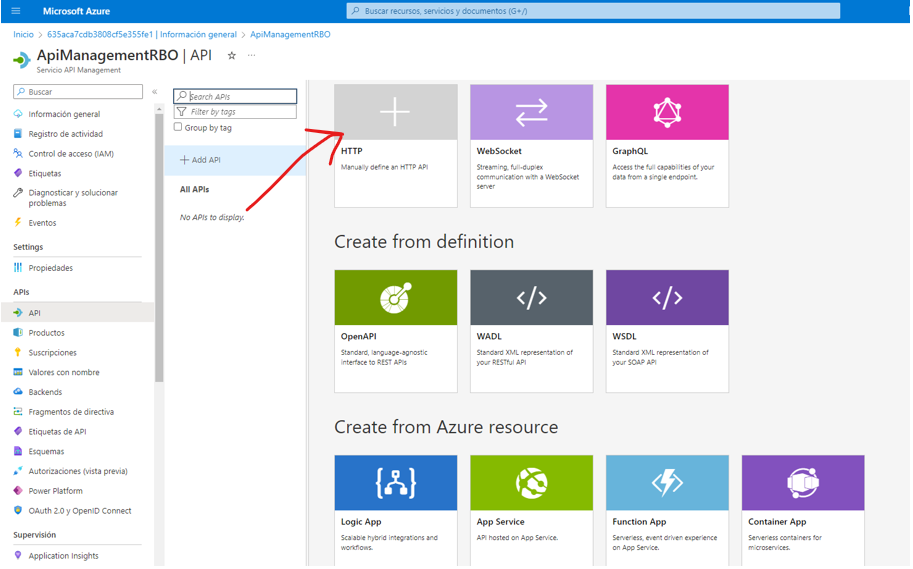 Microsoft Azure
Buscar recursos, servicios y documentos (G+/)
Inicio > 635aca7cdb3808cf5e355fe1 | Información general > ApiManagementRBO
ApiManagementRBO | API
Servicio API Management
Buscar
Información general
Registro de actividad
Control de acceso (IAM)
Etiquetas
Diagnosticar y solucionar
problemas
Eventos
Settings
Propiedades
APIs
API
Productos
Suscripciones
Valores con nombre
Backends
Fragmentos de directiva
Etiquetas de API
Esquemas
Autorizaciones (vista previa)
Power Platform
OAuth 2.0 y OpenID Connect
Supervisión
Application Insights
Search APIs
Filter by tags
Group by tag
+ Add API
All APIs
No APIs to display.
HTTP
Manually define an HTTP API
WebSocket
Streaming, full-duplex
communication with a WebSocket
server
GraphQL
Access the full capabilities of your
data from a single endpoint.
Create from definition
OpenAPI
Standard, language-agnostic
interface to REST APIs
WADL
Standard XML representation of
your RESTful API
WSDL
Standard XML representation of
your SOAP API
Create from Azure resource
Logic App
Scalable hybrid integrations and
workflows.
App Service
API hosted on App Service.
Function App
Serverless, event driven experience
on App Service.
Container App
Serverless containers for
microservices.